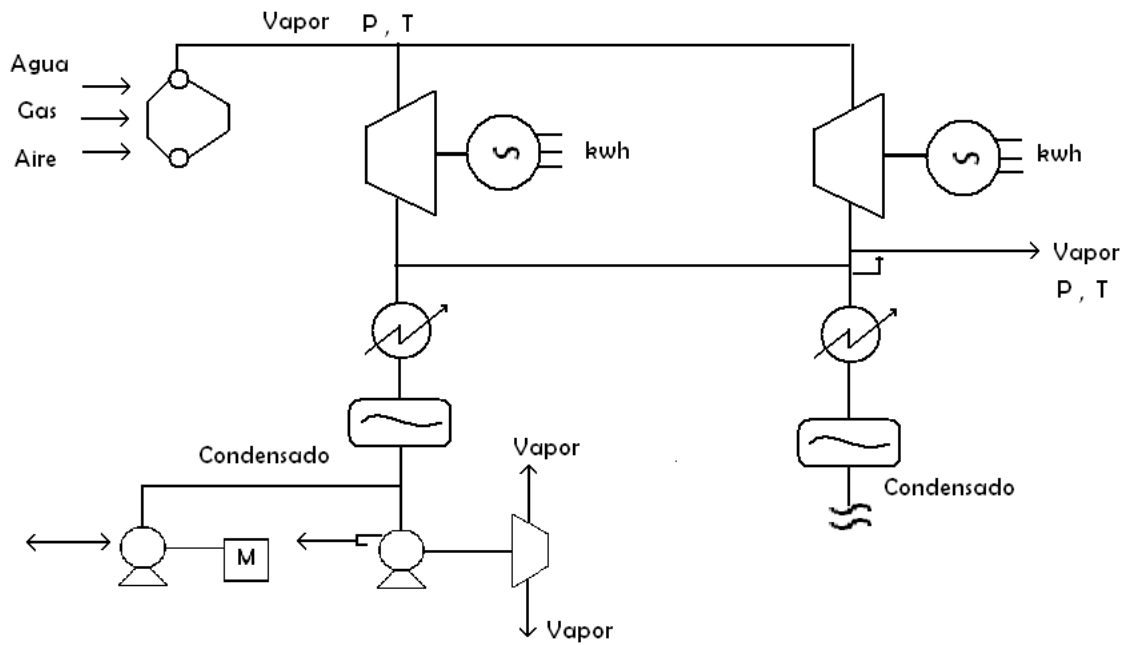 Vapor P , T
Agua
Gas
Aire
kwh
kwh
Vapor
P , T
Condensado
Vapor
Condensado
M
Vapor